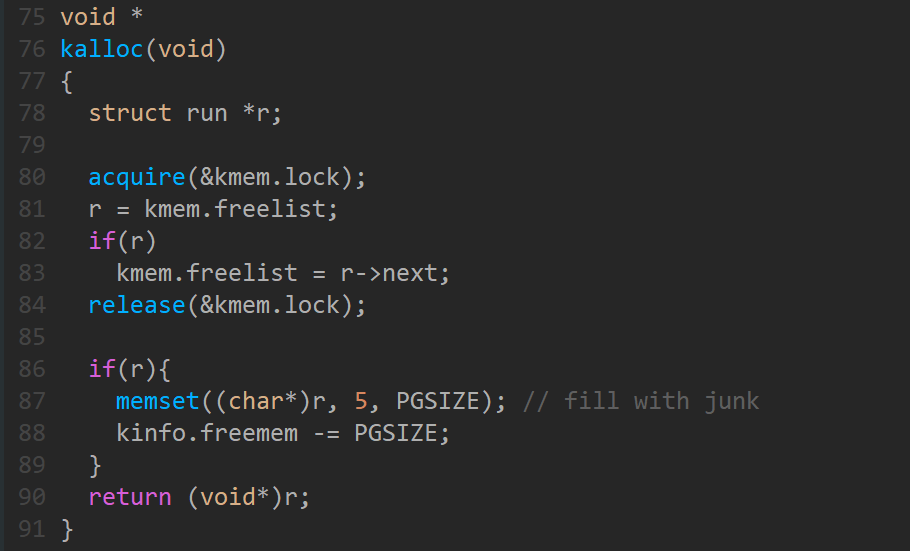 75 void *
76 kalloc(void)
77 {
78   struct run *r;
79
80   acquire(&kmem.lock);
81   r = kmem.freelist;
82   if(r)
83     kmem.freelist = r->next;
84   release(&kmem.lock);
85
86   if(r){
87     memset((char*)r, 5, PGSIZE); // fill with junk
88     kinfo.freemem -= PGSIZE;
89   }
90   return (void*)r;
91 }